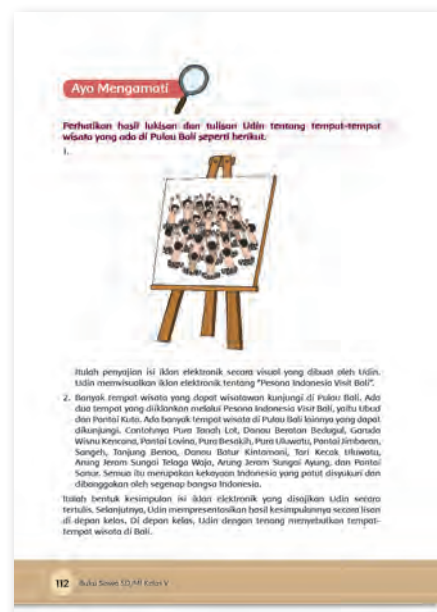 Ayo Mengamati
Perhatikan hasil lukisan dan tulisan Udin tentang tempat-tempat
wisata yang ada di Pulau Bali seperti berikut.
1.
Itulah penyajian isi iklan elektronik secara visual yang dibuat oleh Udin.
Udin memvisualkan iklan elektronik tentang "Pesona Indonesia Visit Bali".
2. Banyak tempat wisata yang dapat wisatawan kunjungi di Pulau Bali. Ada
dua tempat yang diiklankan melalui Pesona Indonesia Visit Bali, yaitu Ubud
dan Pantai Kuta. Ada banyak tempat wisata di Pulau Bali lainnya yang dapat
dikunjungi. Contohnya Pura Tanah Lot, Danau Beratan Bedugul, Garuda
Wisnu Kencana, Pantai Lovina, Pura Besakih, Pura Uluwatu, Pantai Jimbaran,
Sangeh, Tanjung Benoa, Danau Batur Kintamani, Tari Kecak Uluwatu,
Arung Jeram Sungai Telaga Waja, Arung Jeram Sungai Ayung, dan Pantai
Sanur. Semua itu merupakan kekayaan Indonesia yang patut disyukuri dan
dibanggakan oleh segenap bangsa Indonesia.
Itulah bentuk kesimpulan isi iklan elektronik yang disajikan Udin secara
tertulis. Selanjutnya, Udin mempresentasikan hasil kesimpulannya secara lisan
di depan kelas. Di depan kelas, Udin dengan tenang menyebutkan tempat-
tempat wisata di Bali.
112 Buku Siswa SD/MI Kelas V